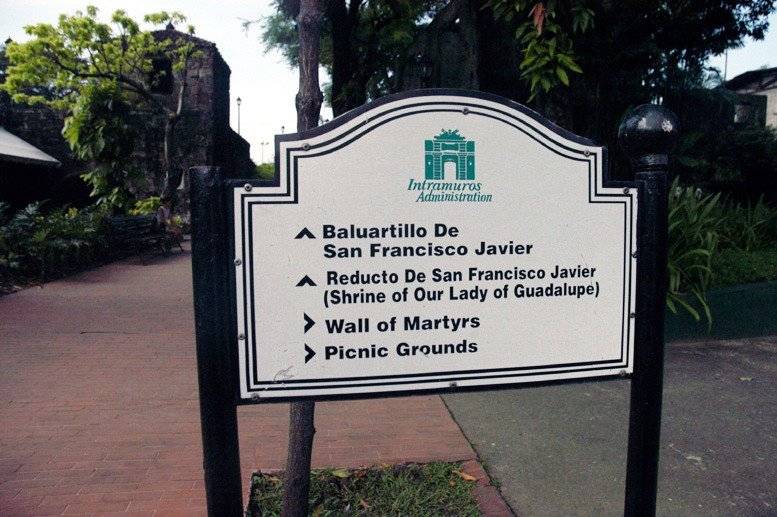 Intramuros
Administration
Baluartillo De
San Francisco Javier
Reducto De San Francisco Javier
(Shrine of Our Lady of Guadalupe)
Wall of Martyrs
Picnic Grounds